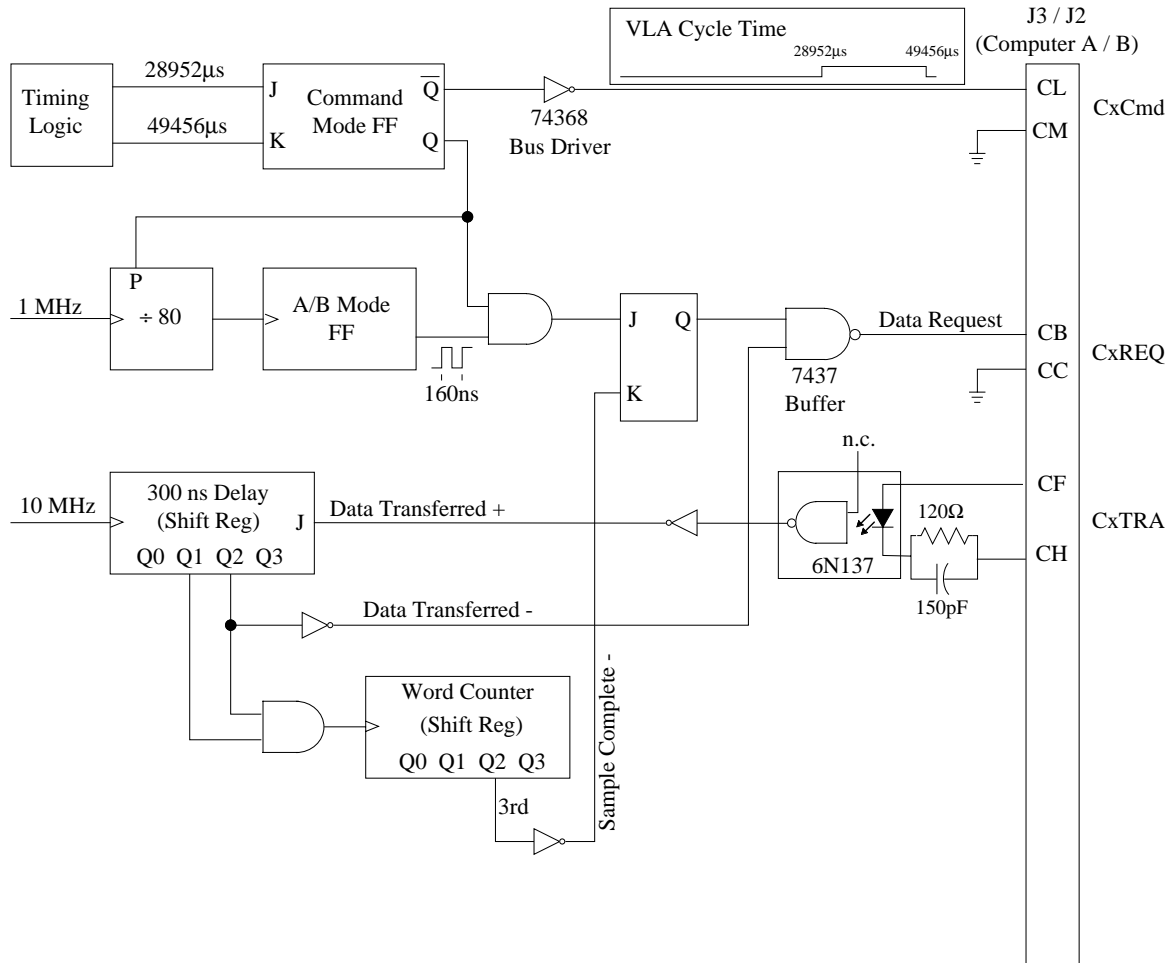 VLA Cycle Time
28952µs
49456µs
J3 / J2
(Computer A / B)
28952µs
49456µs
Timing
Logic
J
K
Command
Mode FF
Q
Q
74368
Bus Driver
CL
CM
CxCmd
P
1 MHz
÷ 80
A/B Mode
FF
160ns
J
Q
K
7437
Buffer
Data Request
CB
CC
CxREQ
n.c.
6N137
120Ω
150pF
CF
CH
CxTRA
10 MHz
300 ns Delay
(Shift Reg)
J
Q0 Q1 Q2 Q3
Data Transferred +
Data Transferred -
Word Counter
(Shift Reg)
Q0 Q1 Q2 Q3
3rd
Sample Complete -